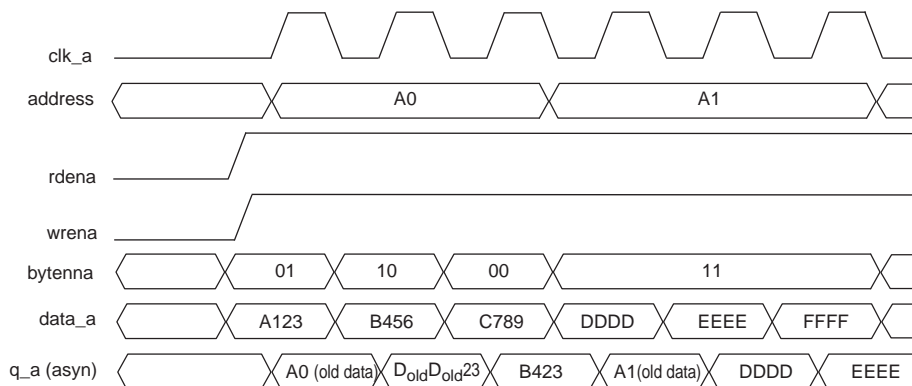 clk_a
address A0 A1
rdena
wrena
bytenna 01 10 00 11
data_a A123 B456 C789 DDDD EEEE FFFF
q_a (asyn) A0 (old data) DoldDold23 B423 A1(old data) DDDD EEEE